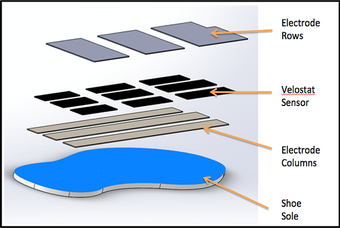 Electrode
Rows
Velostat
Sensor
Electrode
Columns
Shoe
Sole